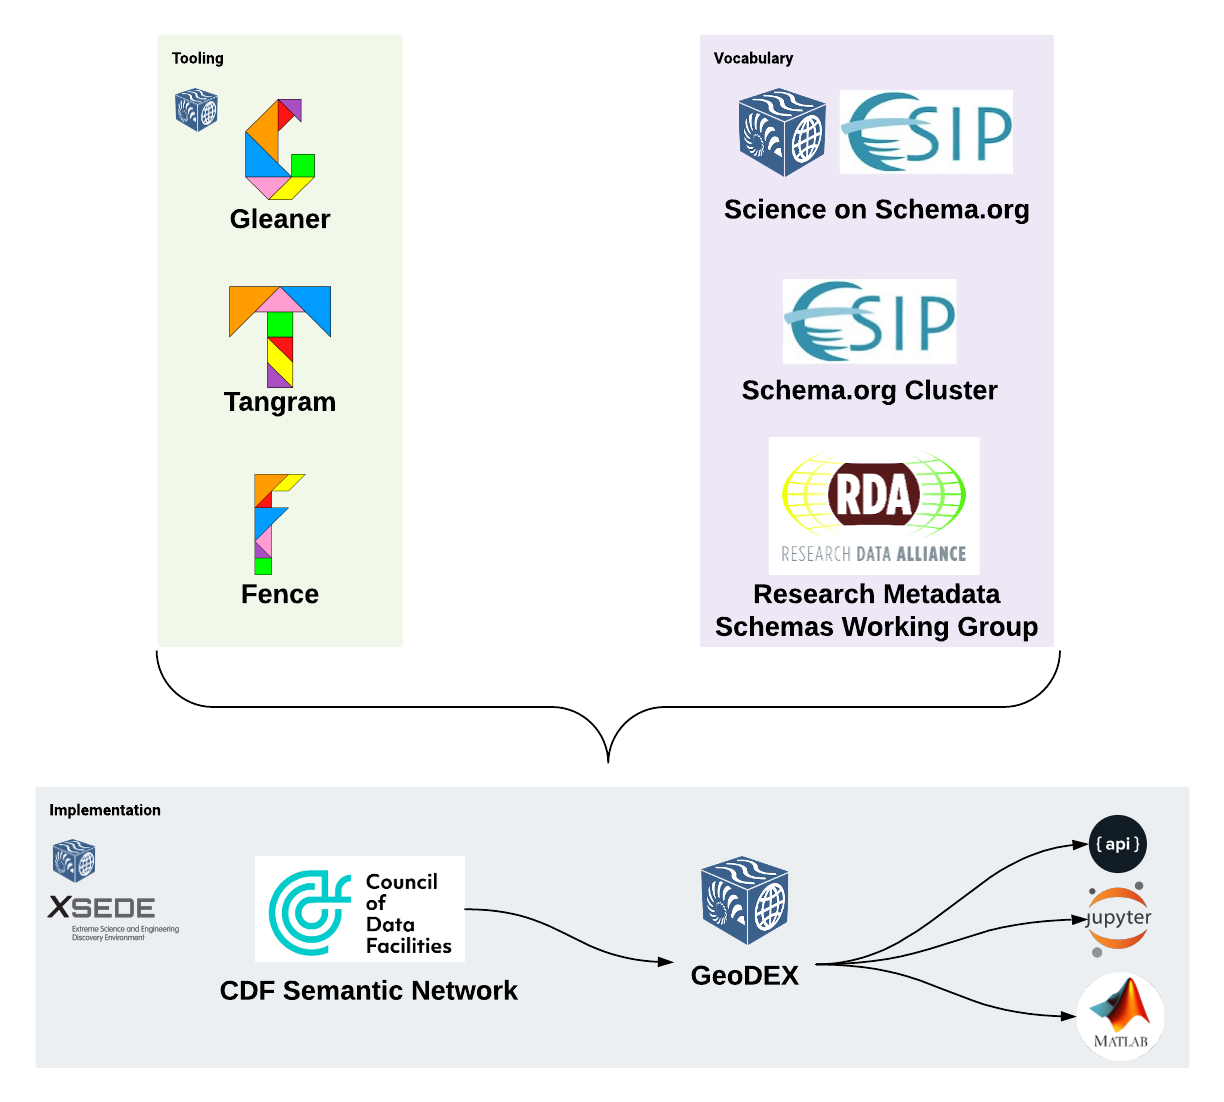 Tooling
Gleaner
Tangram
Fence
Vocabulary
ESIP
Science on Schema.org
ESIP
Schema.org Cluster
RDA
RESEARCH DATA ALLIANCE
Research Metadata
Schemas Working Group
Implementation
XSEDE
Extreme Science and Engineering
Discovery Environment
Council
of
Data
Facilities
CDF Semantic Network
GeoDEX
{api}
jupyter
MATLAB